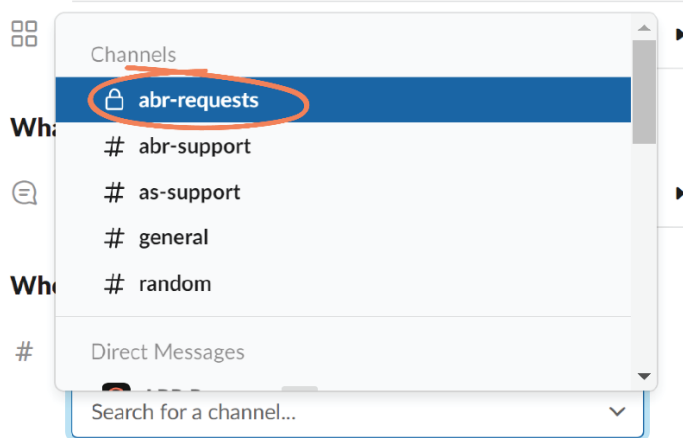 Channels
abr-requests
# abr-support
# as-support
# general
# random
Direct Messages
#
Search for a channel...